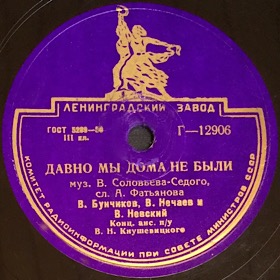 ЛЕНИНГРАДСКИЙ ЗАВОД
ГОСТ 5289-50
III кл.
Г—12906
ДАВНО МЫ ДОМА НЕ БЫЛИ
муз. В. Соловьева-Седого,
сл. А. Фатьянова
В. Бунчиков, В. Нечаев и
В. Невский
Конц. анс. п/у
В. Н. Кнушевицкого
КОМИТЕТ РАДИОИНФОРМАЦИИ ПРИ СОВЕТЕ МИНИСТРОВ СССР